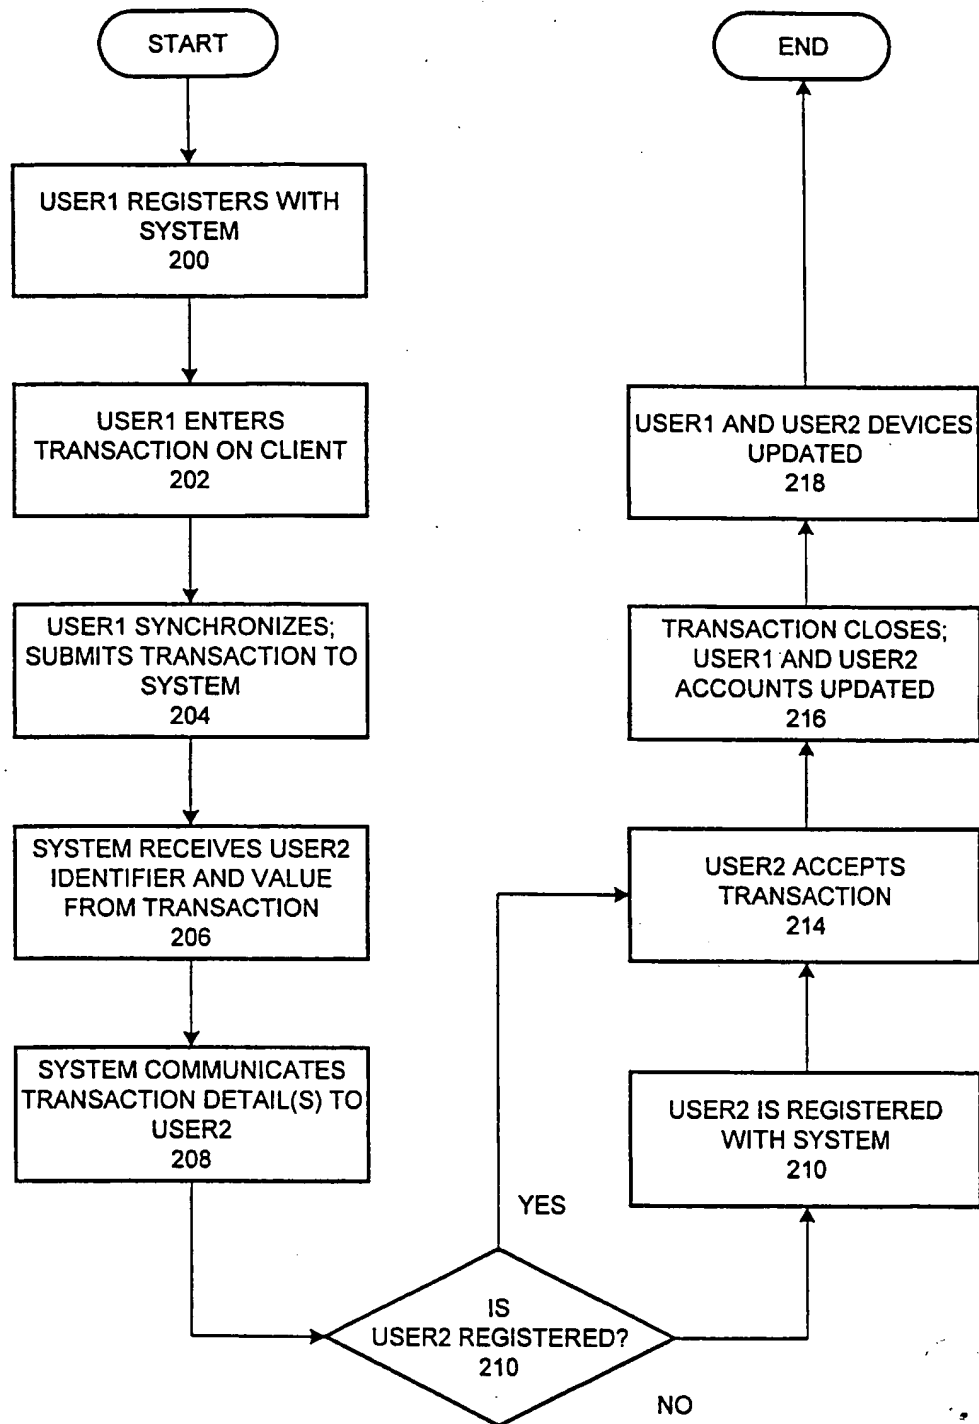 START
USER1 REGISTERS WITH
SYSTEM
200
USER1 ENTERS
TRANSACTION ON CLIENT
202
USER1 SYNCHRONIZES;
SUBMITS TRANSACTION TO
SYSTEM
204
SYSTEM RECEIVES USER2
IDENTIFIER AND VALUE
FROM TRANSACTION
206
SYSTEM COMMUNICATES
TRANSACTION DETAIL(S) TO
USER2
208
IS
USER2 REGISTERED?
210
YES
NO
USER2 IS REGISTERED
WITH SYSTEM
210
USER2 ACCEPTS
TRANSACTION
214
TRANSACTION CLOSES;
USER1 AND USER2
ACCOUNTS UPDATED
216
USER1 AND USER2 DEVICES
UPDATED
218
END